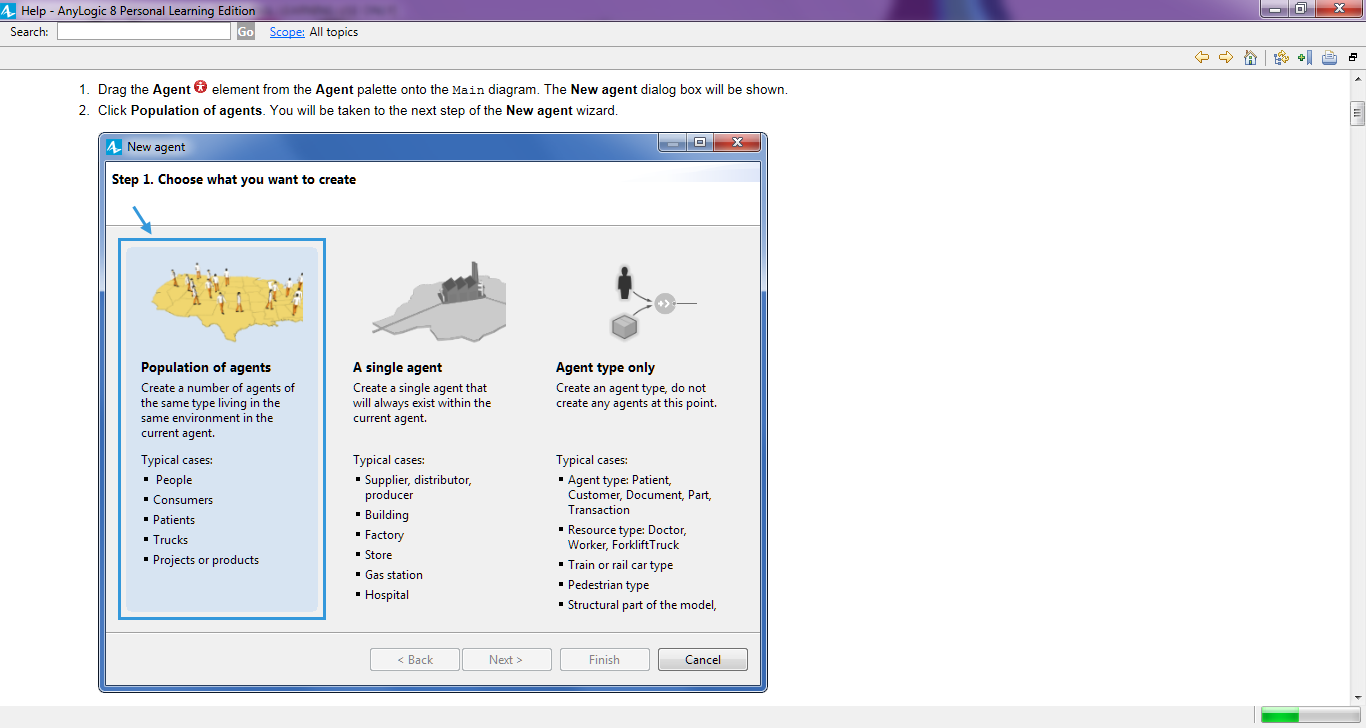 Help - AnyLogic 8 Personal Learning Edition
Search:
Go
Scope: All topics
1. Drag the Agent element from the Agent palette onto the Main diagram. The New agent dialog box will be shown.
2. Click Population of agents. You will be taken to the next step of the New agent wizard.
New agent
Step 1. Choose what you want to create
Population of agents
Create a number of agents of
the same type living in the
same environment in the
current agent.
Typical cases:
▪ People
▪ Consumers
▪ Patients
▪ Trucks
▪ Projects or products
A single agent
Create a single agent that
will always exist within the
current agent.
Typical cases:
▪ Supplier, distributor,
producer
▪ Building
▪ Factory
▪ Store
▪ Gas station
▪ Hospital
Agent type only
Create an agent type, do not
create any agents at this point.
Typical cases:
▪ Agent type: Patient,
Customer, Document, Part,
Transaction
▪ Resource type: Doctor,
Worker, ForkliftTruck
▪ Train or rail car type
▪ Pedestrian type
▪ Structural part of the model,
< Back
Next >
Finish
Cancel